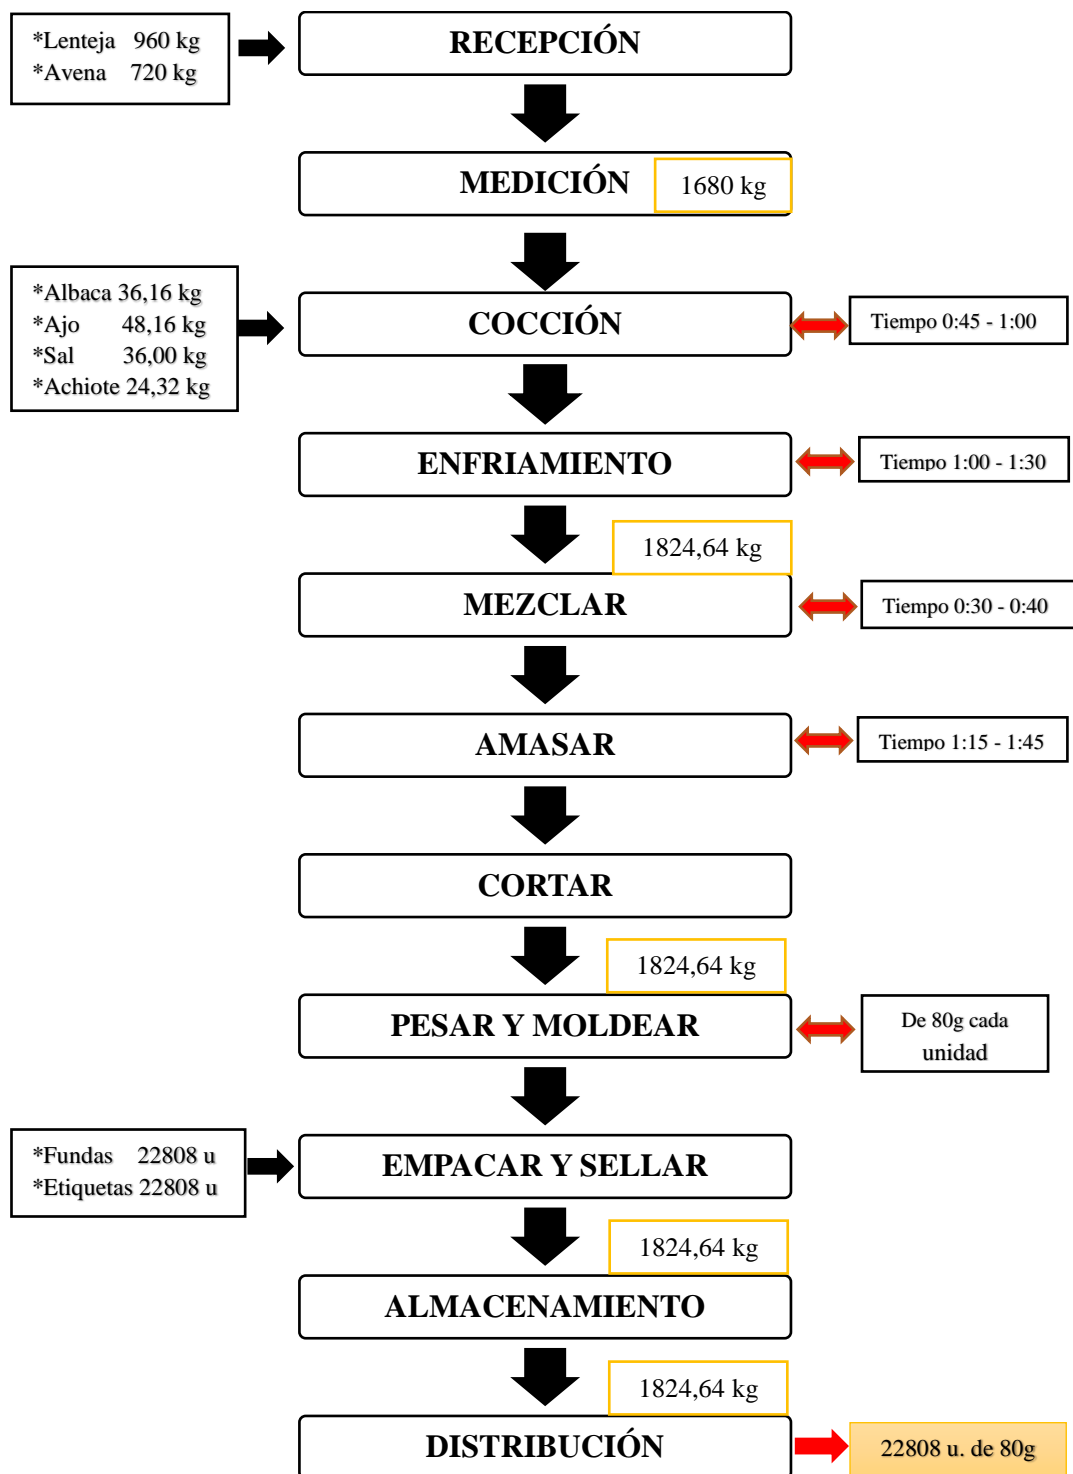 *Lenteja 960 kg
*Avena 720 kg
RECEPCIÓN
MEDICIÓN
1680 kg
*Albaca 36,16 kg
*Ajo 48,16 kg
*Sal 36,00 kg
*Achiote 24,32 kg
COCCIÓN
Tiempo 0:45 - 1:00
ENFRIAMIENTO
Tiempo 1:00 - 1:30
1824,64 kg
MEZCLAR
Tiempo 0:30 - 0:40
AMASAR
Tiempo 1:15 - 1:45
CORTAR
1824,64 kg
PESAR Y MOLDEAR
De 80g cada
unidad
*Fundas 22808 u
*Etiquetas 22808 u
EMPACAR Y SELLAR
1824,64 kg
ALMACENAMIENTO
1824,64 kg
DISTRIBUCIÓN
22808 u. de 80g